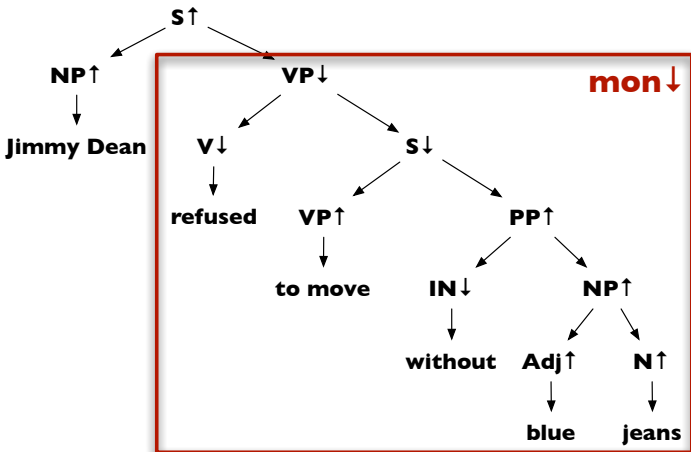 S↑
NP↑ VP↓ mon↓
Jimmy Dean V↓ S↓
refused VP↑ PP↑
to move IN↓ NP↑
without Adj↑ N↑
blue jeans